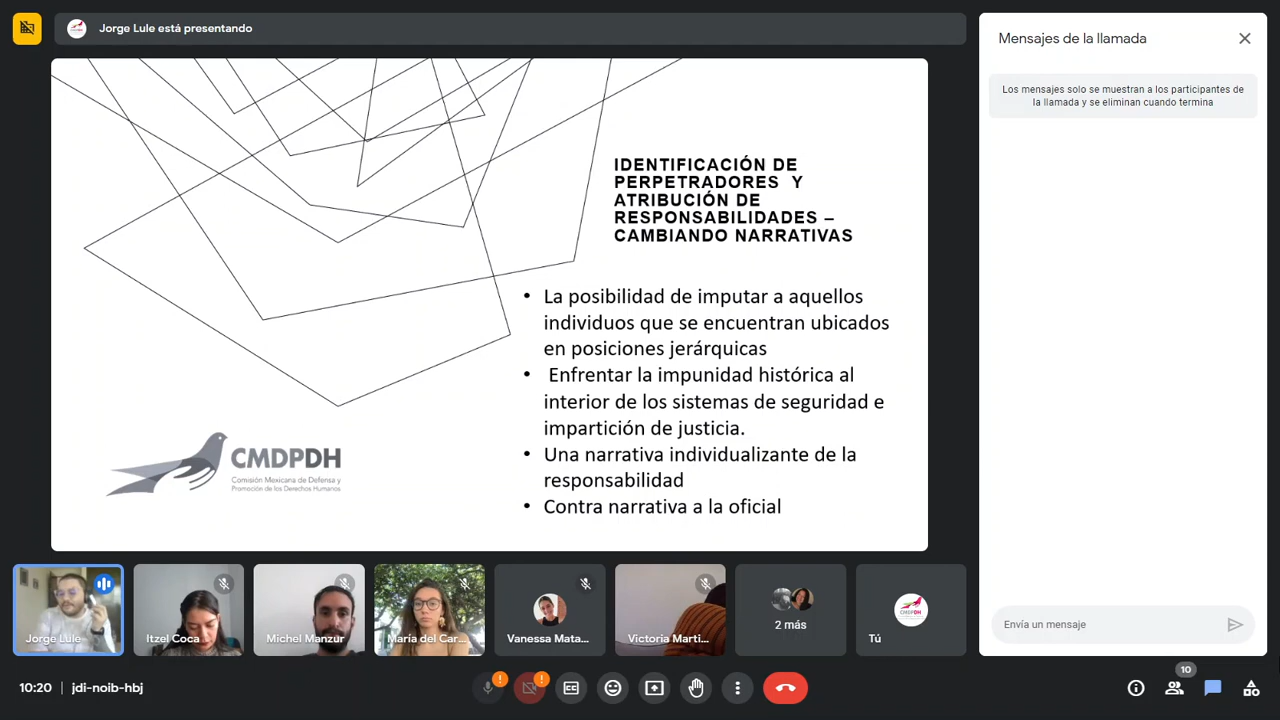 Jorge Lule está presentando
Mensajes de la llamada
Los mensajes solo se muestran a los participantes de
la llamada y se eliminan cuando termina
IDENTIFICACIÓN DE
PERPETRADORES Y
ATRIBUCIÓN DE
RESPONSABILIDADES –
CAMBIANDO NARRATIVAS
• La posibilidad de imputar a aquellos
individuos que se encuentran ubicados
en posiciones jerárquicas
• Enfrentar la impunidad histórica al
interior de los sistemas de seguridad e
impartición de justicia.
• Una narrativa individualizante de la
responsabilidad
• Contra narrativa a la oficial
CMDPDH
Comisión Mexicana de Defensa y
Promoción de los Derechos Humanos
Jorge Lule
Itzel Coca
Michel Manzur
María del Car...
Vanessa Mata...
Victoria Marti...
2 más
CMDPDH
Tú
Envía un mensaje
10:20 | jdi-noib-hbj
10